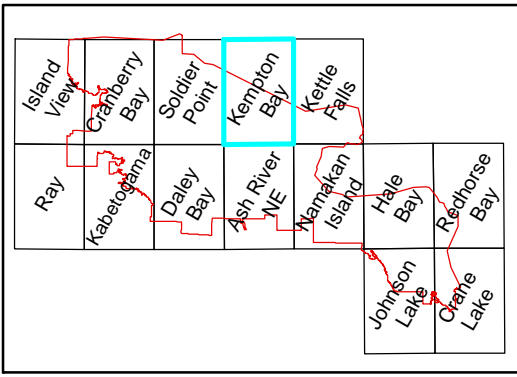 Island
View
Cranberry
Bay
Soldier
Point
Kempton
Bay
Kettle
Falls
Ray
Kabetogama
Daley
Bay
Ash River
NE
Namakan
Island
Hale
Bay
Redhorse
Bay
Johnson
Lake
Crane
Lake